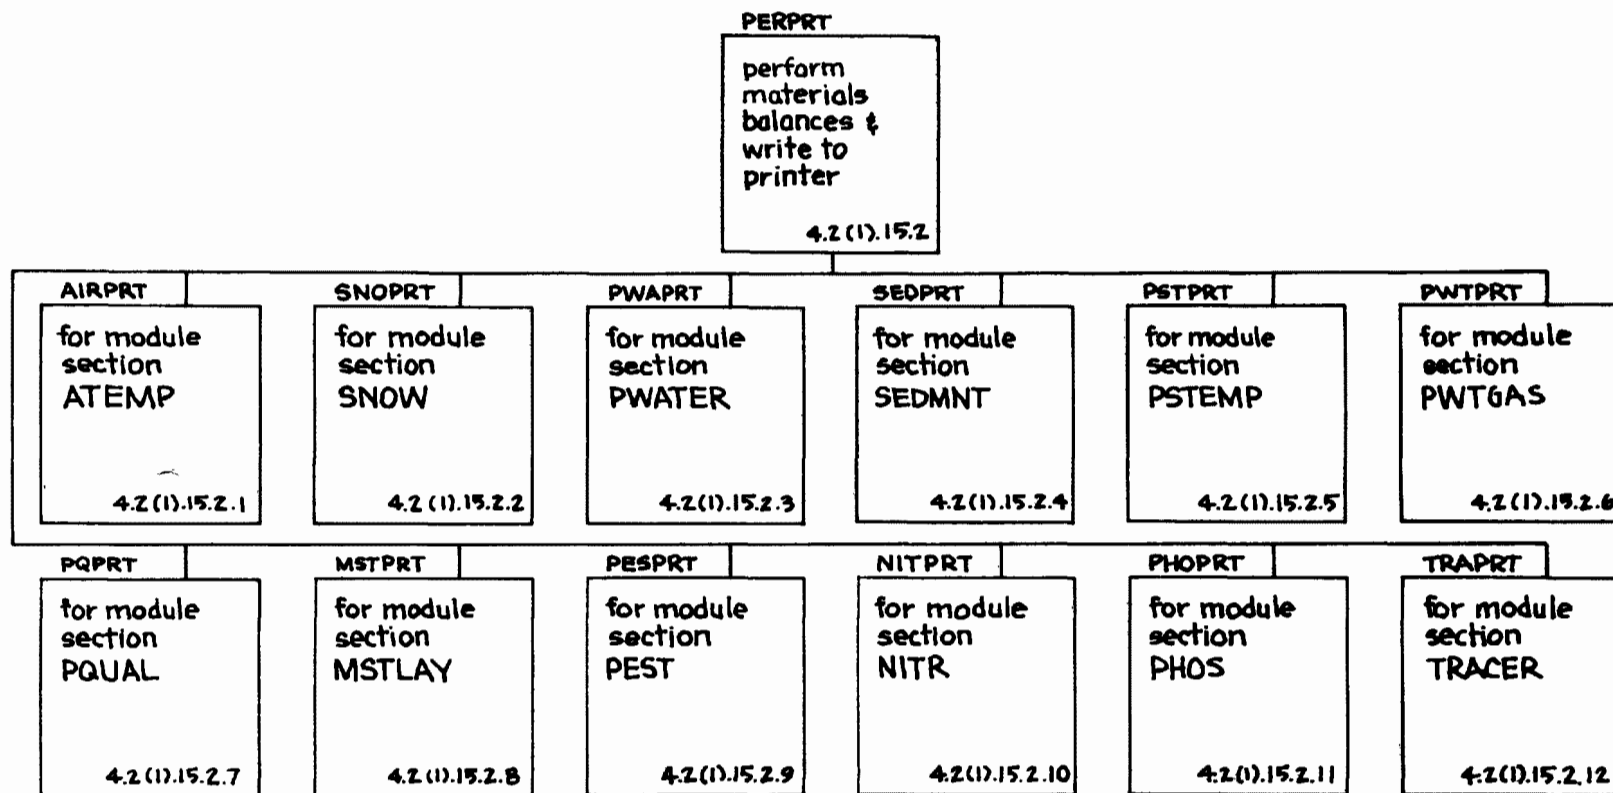 PERPRT
perform
materials
balances &
write to
printer
4.2(1).15.2
AIRPRT
for module
section
ATEMP
4.2(1).15.2.1
SNOPRT
for module
section
SNOW
4.2(1).15.2.2
PWAPRT
for module
section
PWATER
4.2(1).15.2.3
SEDPRT
for module
section
SEDMNT
4.2(1).15.2.4
PSTPRT
for module
section
PSTEMP
4.2(1).15.2.5
PWTPRT
for module
section
PWTGAS
4.2(1).15.2.6
PQPRT
for module
section
PQUAL
4.2(1).15.2.7
MSTPRT
for module
section
MSTLAY
4.2(1).15.2.8
PESPRT
for module
section
PEST
4.2(1).15.2.9
NITPRT
for module
section
NITR
4.2(1).15.2.10
PHOPRT
for module
section
PHOS
4.2(1).15.2.11
TRAPRT
for module
section
TRACER
4.2(1).15.2.12